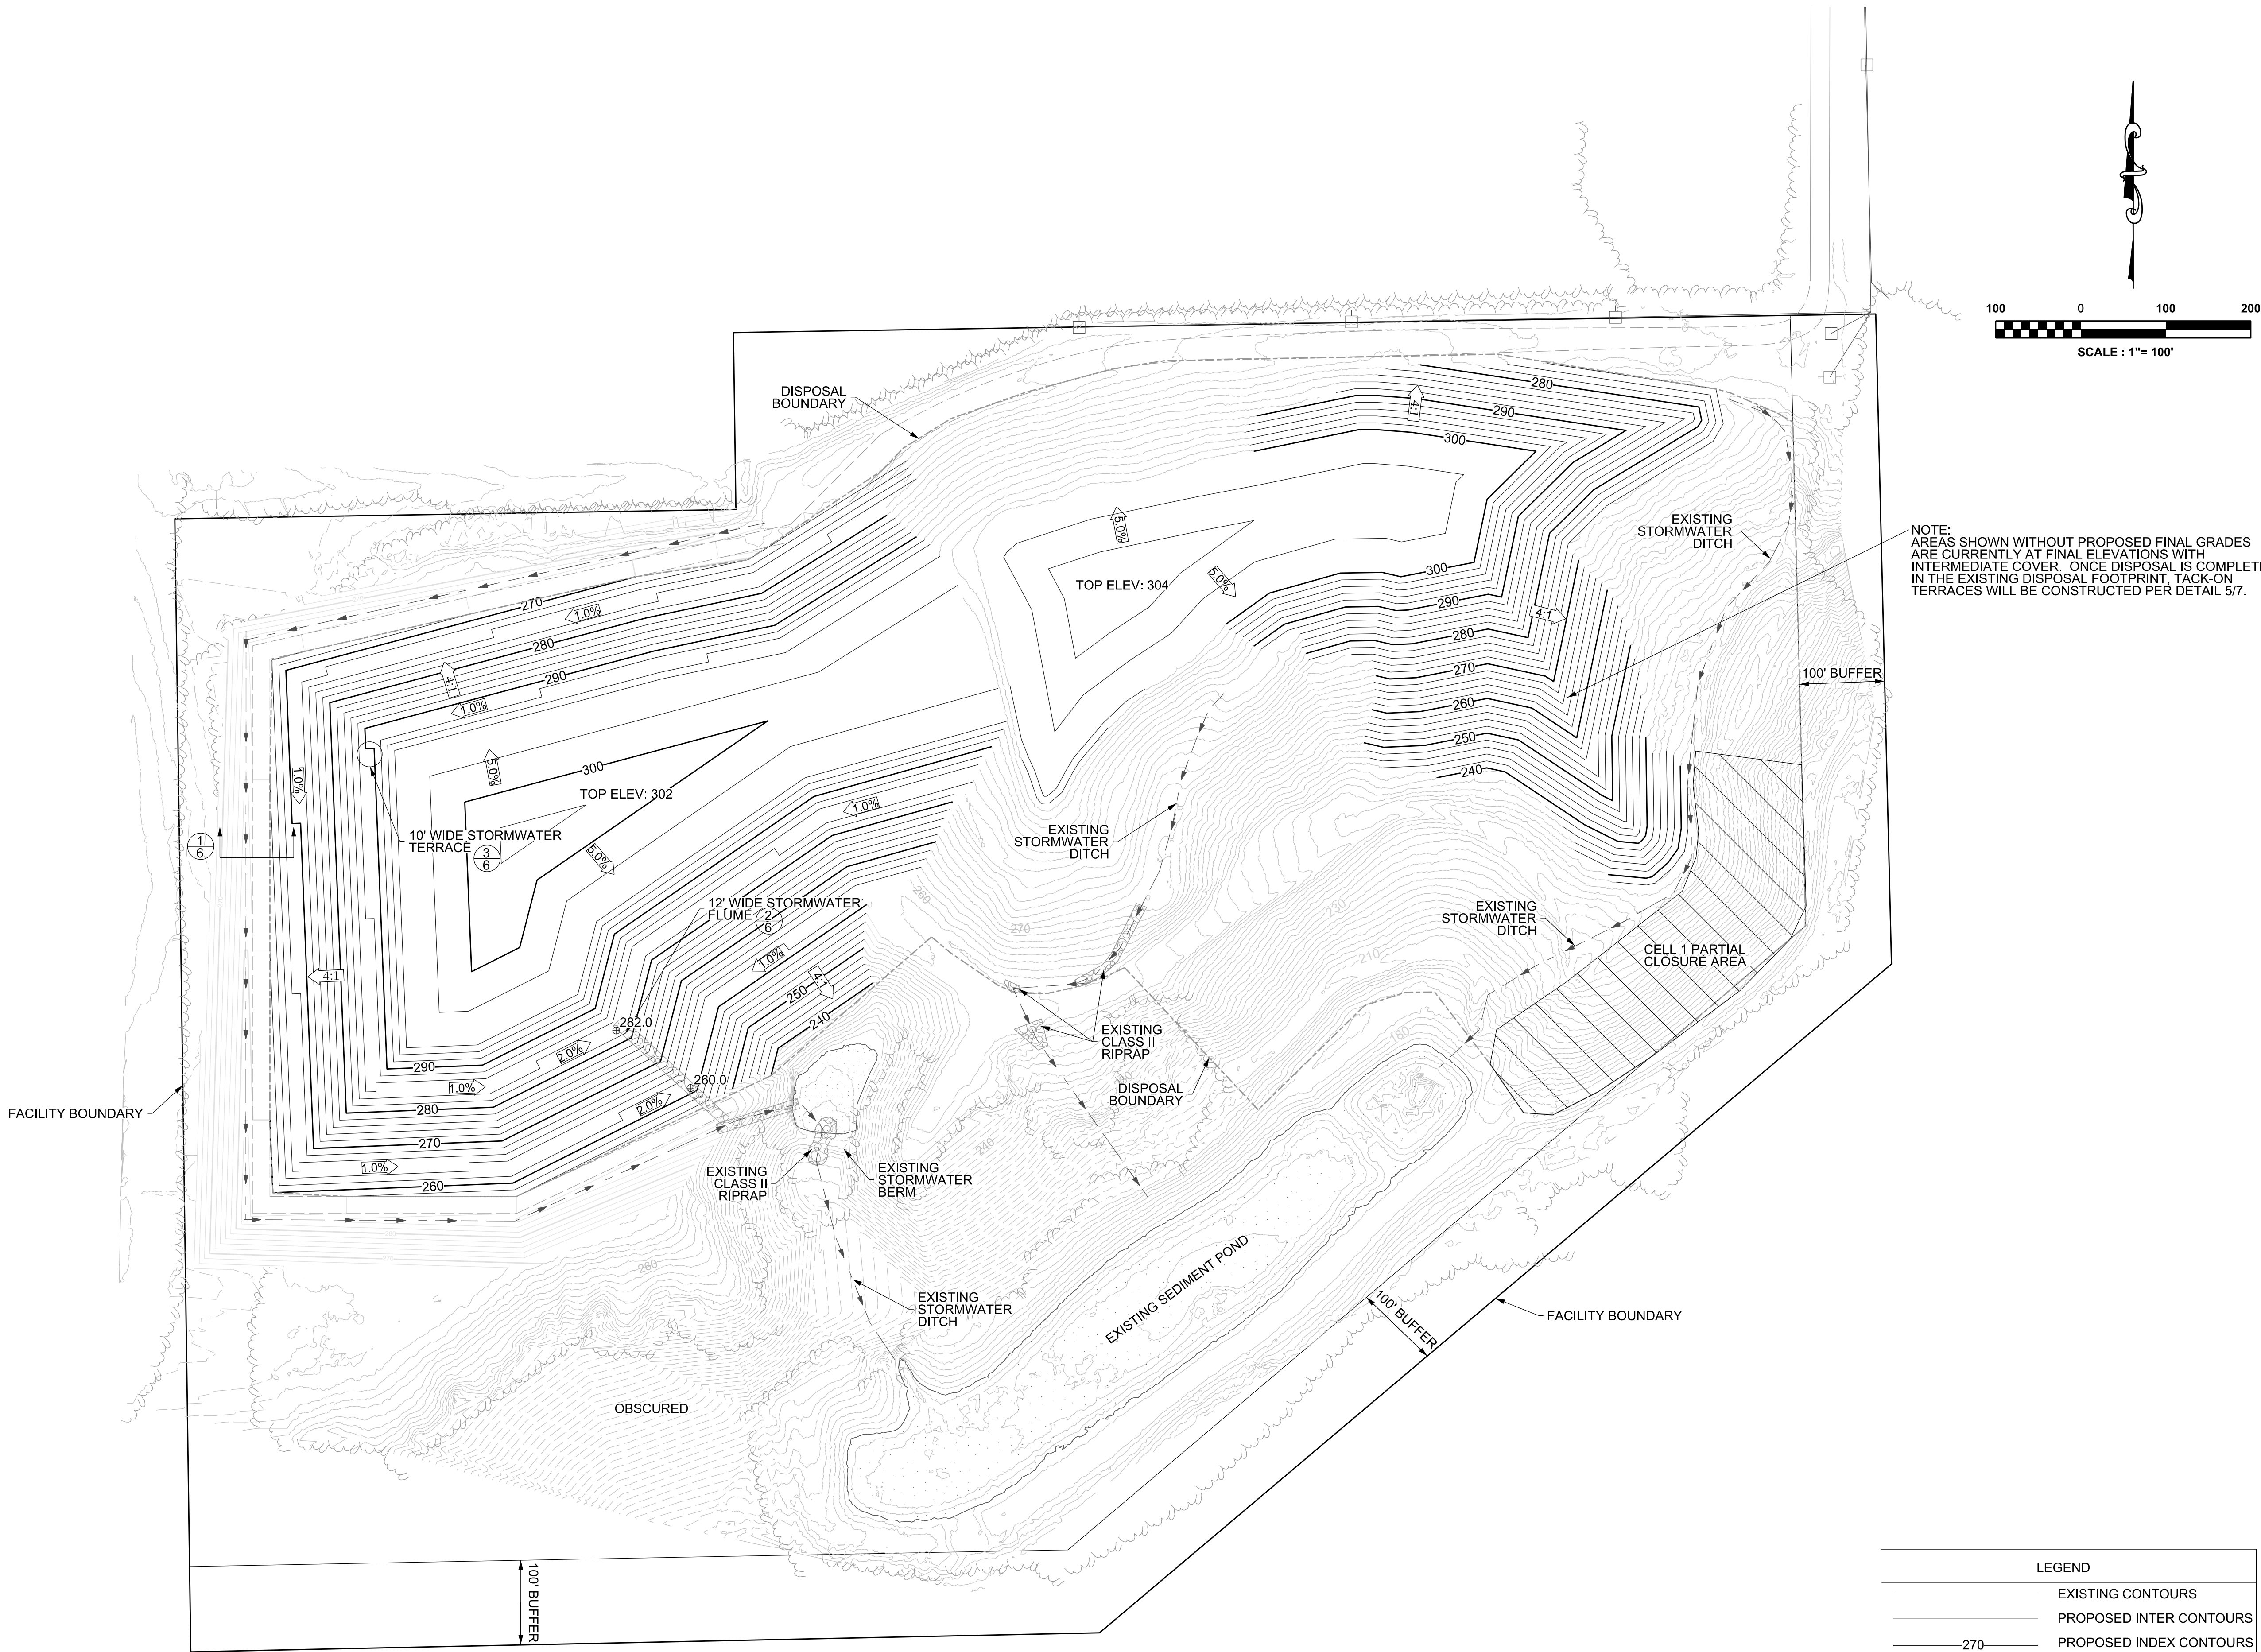 100 0 100 200
SCALE : 1"= 100'
DISPOSAL
BOUNDARY
280
290
300
NOTE:
AREAS SHOWN WITHOUT PROPOSED FINAL GRADES
ARE CURRENTLY AT FINAL ELEVATIONS WITH
INTERMEDIATE COVER. ONCE DISPOSAL IS COMPLETE
IN THE EXISTING DISPOSAL FOOTPRINT, TACK-ON
TERRACES WILL BE CONSTRUCTED PER DETAIL 5/7.
EXISTING
STORMWATER
DITCH
4:1
5.0%
TOP ELEV: 304
5.0%
300
290
280
270
260
250
240
4:1
100' BUFFER
270
1.0%
280
4:1
290
1.0%
5.0%
300
TOP ELEV: 302
1.0%
10' WIDE STORMWATER
TERRACE
3
6
1
6
5.0%
1.0%
EXISTING
STORMWATER
DITCH
12' WIDE STORMWATER
FLUME
2
6
260
270
230
210
180
EXISTING
STORMWATER
DITCH
CELL 1 PARTIAL
CLOSURE AREA
4:1
1.0%
4:1
250
240
282.0
2.0%
260.0
2.0%
290
1.0%
280
270
1.0%
260
EXISTING
CLASS II
RIPRAP
DISPOSAL
BOUNDARY
FACILITY BOUNDARY
EXISTING
CLASS II
RIPRAP
EXISTING
STORMWATER
BERM
240
260
EXISTING
STORMWATER
DITCH
EXISTING SEDIMENT POND
100' BUFFER
FACILITY BOUNDARY
OBSCURED
100' BUFFER
LEGEND
EXISTING CONTOURS
PROPOSED INTER CONTOURS
270 PROPOSED INDEX CONTOURS